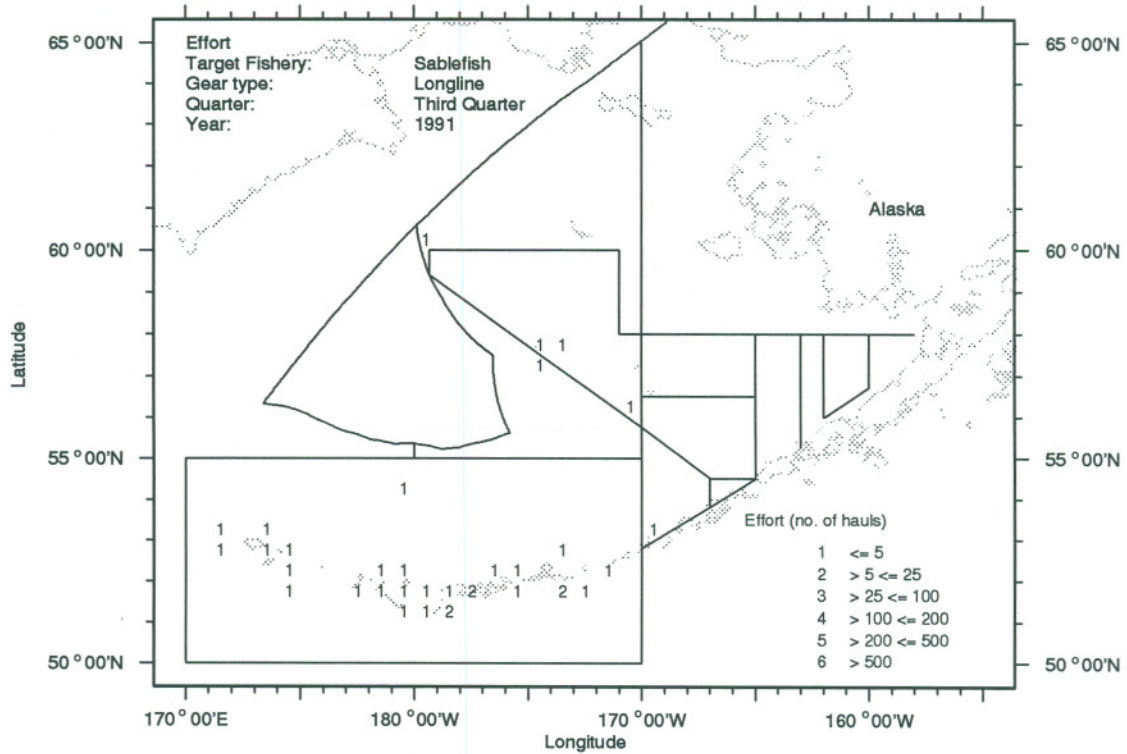 65°00'N 65°00'N
Effort
Target Fishery: Sablefish
Gear type: Longline
Quarter: Third Quarter
Year: 1991
Alaska
1
60°00'N 60°00'N
1 1
Latitude
1
1
55°00'N 55°00'N
1
1 1 1
Effort (no. of hauls)
1 1 1 1
1 <= 5
1 1 1 1 1 1
2 > 5 <= 25
1 1 1 1 1 1 2 1 2 1
3 > 25 <= 100
1 1 2
4 > 100 <= 200
5 > 200 <= 500
6 > 500
50°00'N 50°00'N
170°00'E 180°00'W 170°00'W 160°00'W
Longitude